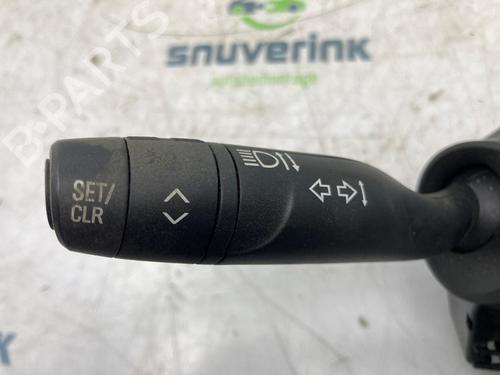 snuverink
autodemontage
B-PARTS
SET/
CLR